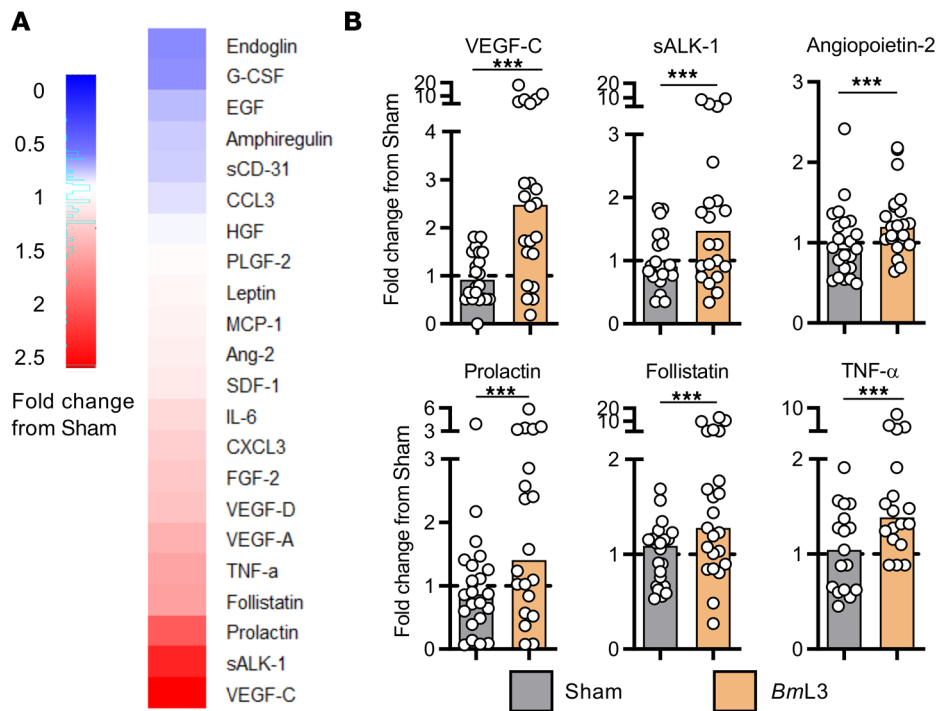 A
0
0.5
1
1.5
2
2.5
Fold change
from Sham
Endoglin
G-CSF
EGF
Amphiregulin
sCD-31
CCL3
HGF
PLGF-2
Leptin
MCP-1
Ang-2
SDF-1
IL-6
CXCL3
FGF-2
VEGF-D
VEGF-A
TNF-a
Follistatin
Prolactin
sALK-1
VEGF-C
B
Fold change from Sham
VEGF-C
***
20
10
4
3
2
1
0
sALK-1
***
20
10
3
2
1
0
Angiopoietin-2
***
3
2
1
0
Fold change from Sham
Prolactin
***
6
3
3
2
1
0
Follistatin
***
20
10
2
1
0
TNF-α
***
10
2
1
0
Sham
BmL3